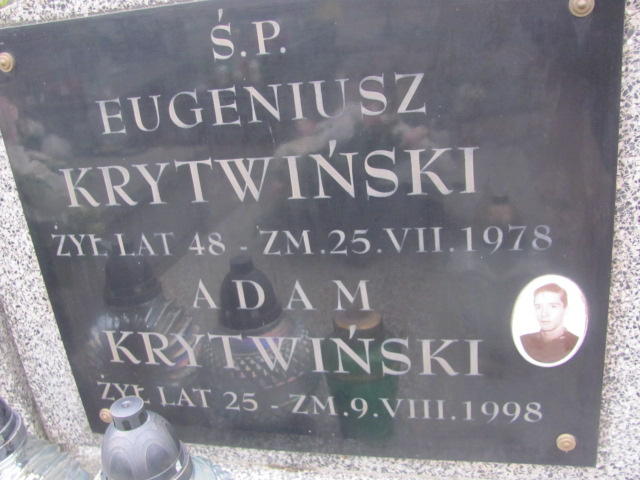 Ś.P.
EUGENIUSZ
KRYTWIŃSKI
ŻYŁ LAT 48 - ZM.25.VII.1978
ADAM
KRYTWIŃSKI
ŻYŁ LAT 25 - ZM.9.VIII.1998